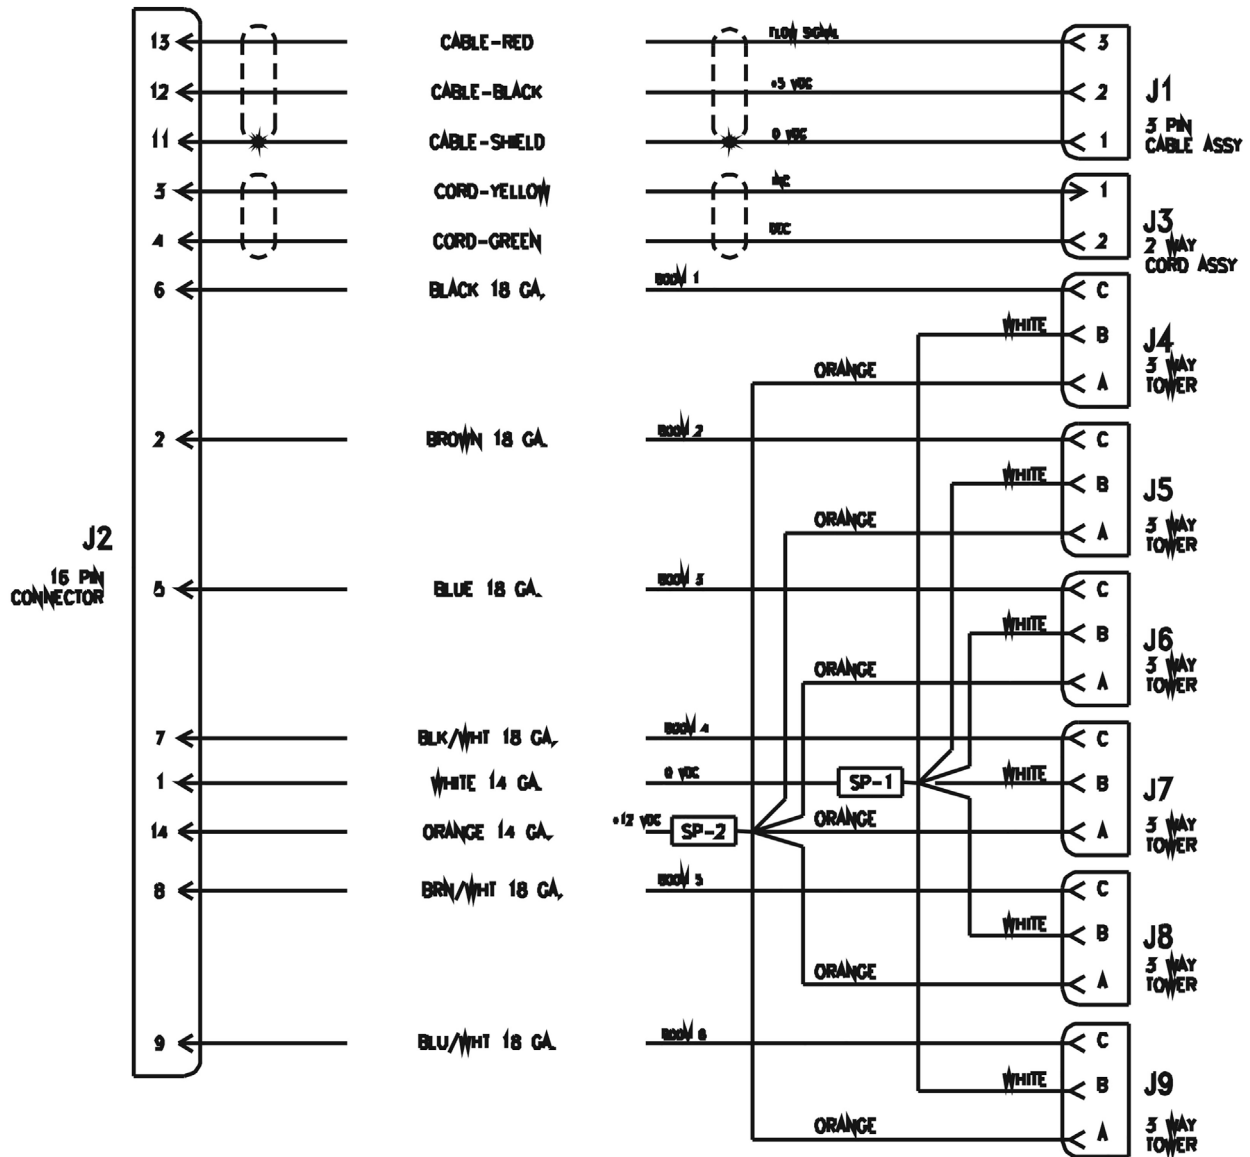 13 CABLE-RED FLOW SIGNAL 3
12 CABLE-BLACK +5 VDC 2
J1
11 CABLE-SHIELD 0 VDC 1
3 PIN
CABLE ASSY
3 CORD-YELLOW 1
4 CORD-GREEN 2
J3
2 WAY
CORD ASSY
6 BLACK 18 GA. BOOM 1 C
WHITE B
J4
3 WAY
TOWER
ORANGE A
2 BROWN 18 GA. BOOM 2 C
WHITE B
J5
3 WAY
TOWER
ORANGE A
J2
16 PIN
CONNECTOR
5 BLUE 18 GA. BOOM 3 C
WHITE B
J6
3 WAY
TOWER
ORANGE A
7 BLK/WHT 18 GA. BOOM 4 C
1 WHITE 14 GA. 0 VDC SP-1 WHITE B
J7
3 WAY
TOWER
14 ORANGE 14 GA. +12 VDC SP-2 ORANGE A
8 BRN/WHT 18 GA. BOOM 5 C
WHITE B
J8
3 WAY
TOWER
ORANGE A
9 BLU/WHT 18 GA. BOOM 6 C
WHITE B
J9
3 WAY
TOWER
ORANGE A